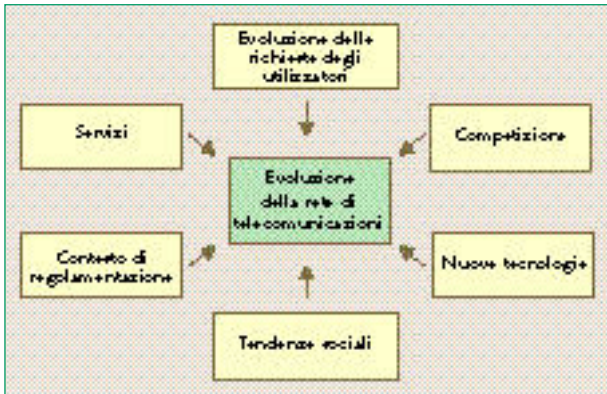 Evoluzione delle
richieste degli
utilizzatori
Servizi
Competizione
Evoluzione
della rete di
telecomunicazioni
Contesto di
regolamentazione
Nuove tecnologie
Tendenze sociali